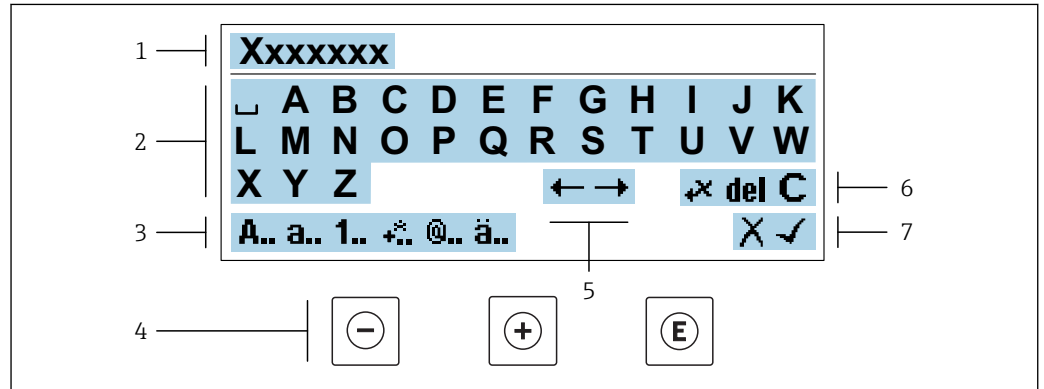 1 Xxxxxxx
2 ␣ A B C D E F G H I J K
L M N O P Q R S T U V W
X Y Z ← → ↵× del C 6
3 A.. a.. 1.. +×.. @.. ä.. X ✓ 7
5
4 − + E